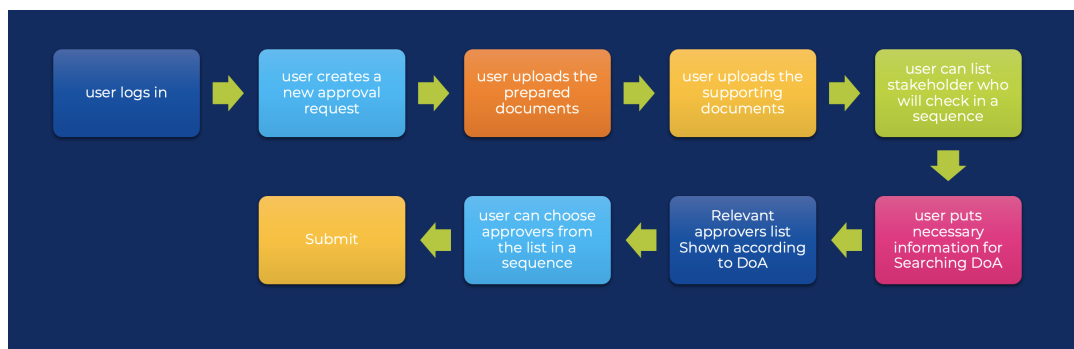 user logs in
user creates a
new approval
request
user uploads the
prepared
documents
user uploads the
supporting
documents
user can list
stakeholder who
will check in a
sequence
user puts
necessary
information for
Searching DoA
Relevant
approvers list
Shown according
to DoA
user can choose
approvers from
the list in a
sequence
Submit